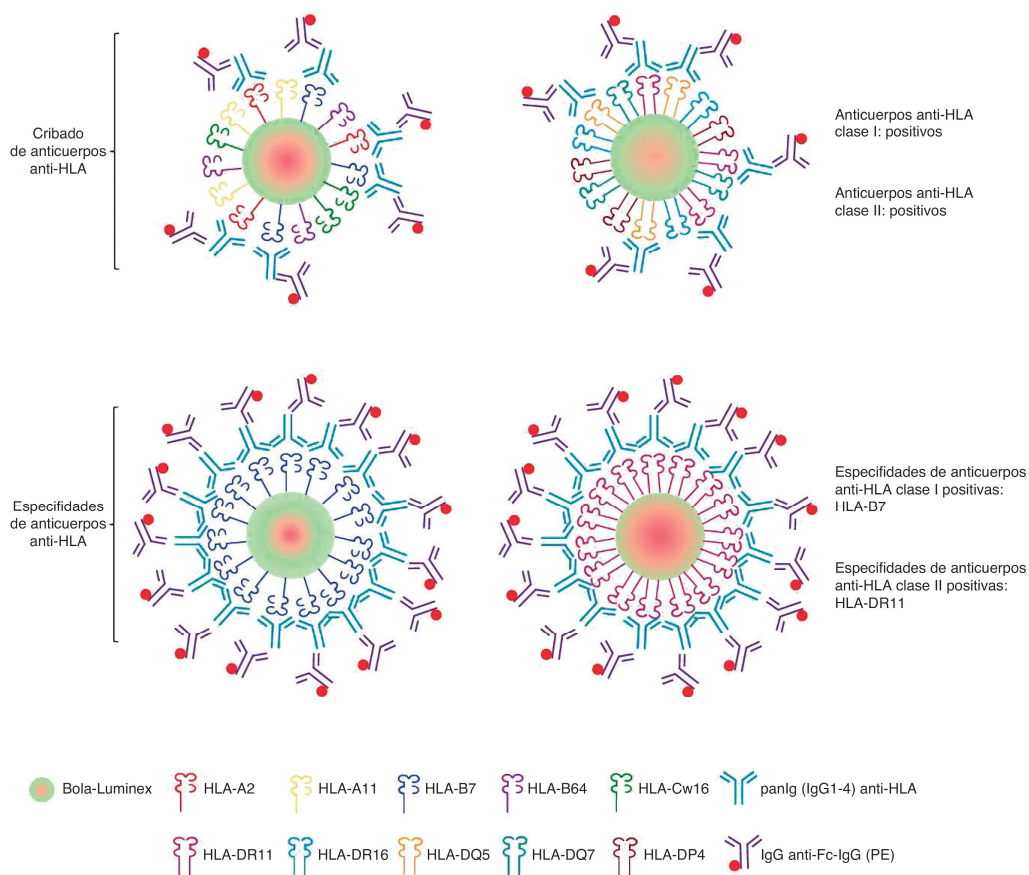 Cribado
de anticuerpos
anti-HLA
Anticuerpos anti-HLA
clase I: positivos
Anticuerpos anti-HLA
clase II: positivos
Especifidades
de anticuerpos
anti-HLA
Especifidades de anticuerpos
anti-HLA clase I positivas:
HLA-B7
Especifidades de anticuerpos
anti-HLA clase II positivas:
HLA-DR11
Bola-Luminex
HLA-A2
HLA-A11
HLA-B7
HLA-B64
HLA-Cw16
panIg (IgG1-4) anti-HLA
HLA-DR11
HLA-DR16
HLA-DQ5
HLA-DQ7
HLA-DP4
IgG anti-Fc-IgG (PE)